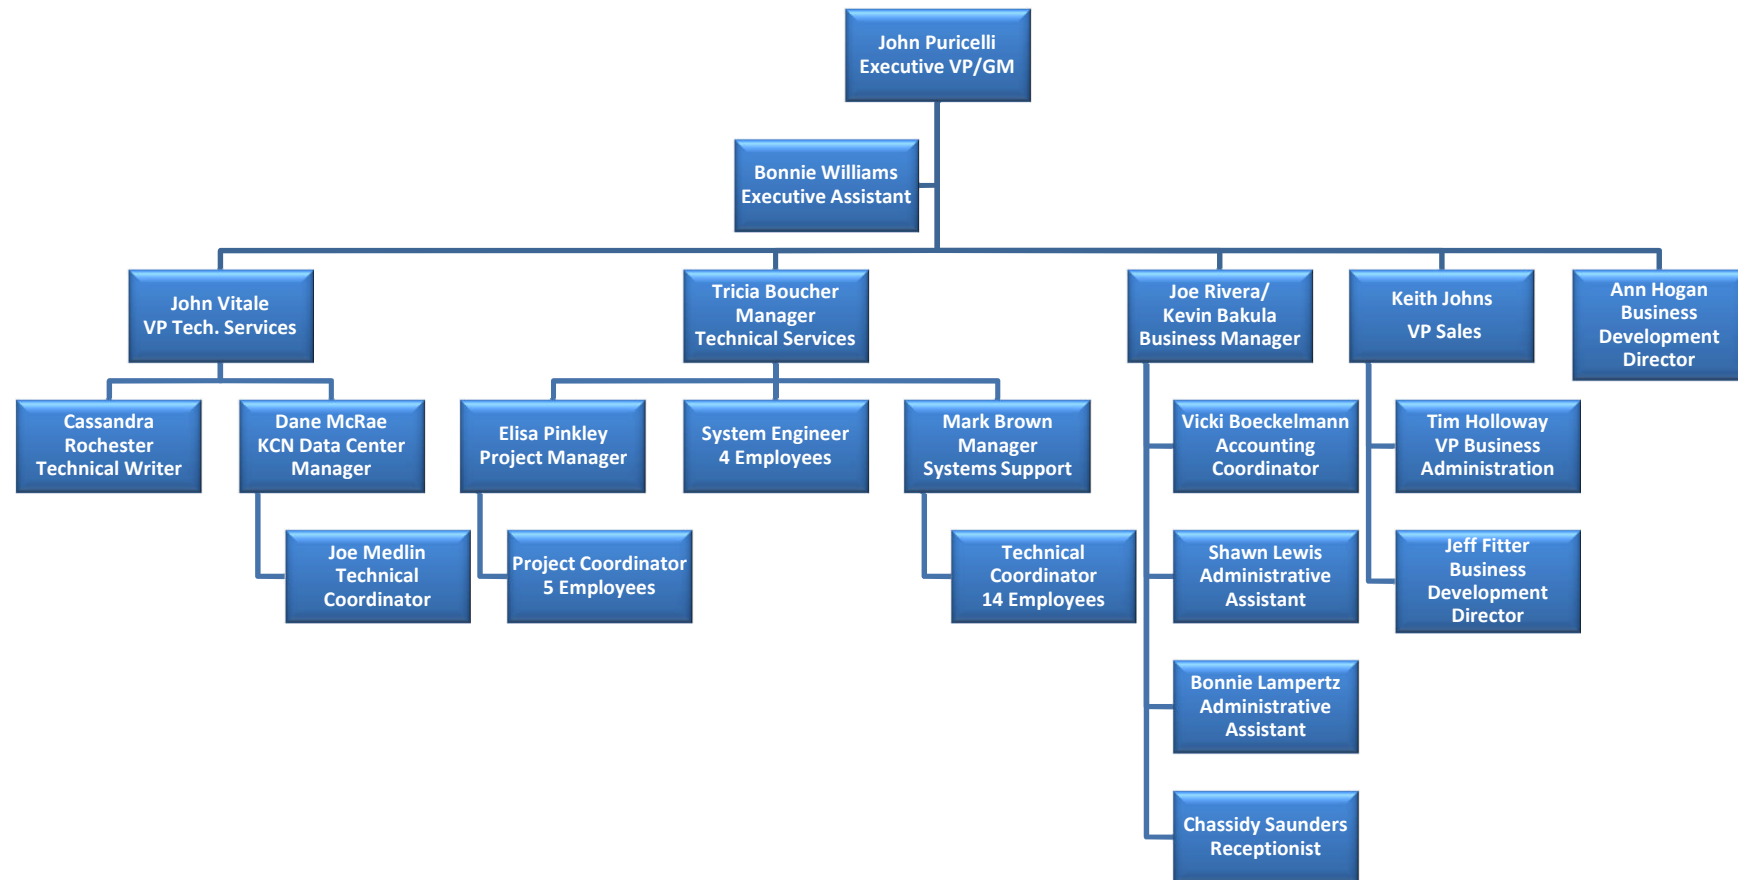 John Puricelli
Executive VP/GM
Bonnie Williams
Executive Assistant
John Vitale
VP Tech. Services
Tricia Boucher
Manager
Technical Services
Joe Rivera/
Kevin Bakula
Business Manager
Keith Johns
VP Sales
Ann Hogan
Business
Development
Director
Cassandra
Rochester
Technical Writer
Dane McRae
KCN Data Center
Manager
Elisa Pinkley
Project Manager
System Engineer
4 Employees
Mark Brown
Manager
Systems Support
Vicki Boeckelmann
Accounting
Coordinator
Tim Holloway
VP Business
Administration
Joe Medlin
Technical
Coordinator
Project Coordinator
5 Employees
Technical
Coordinator
14 Employees
Shawn Lewis
Administrative
Assistant
Jeff Fitter
Business
Development
Director
Bonnie Lampertz
Administrative
Assistant
Chassidy Saunders
Receptionist